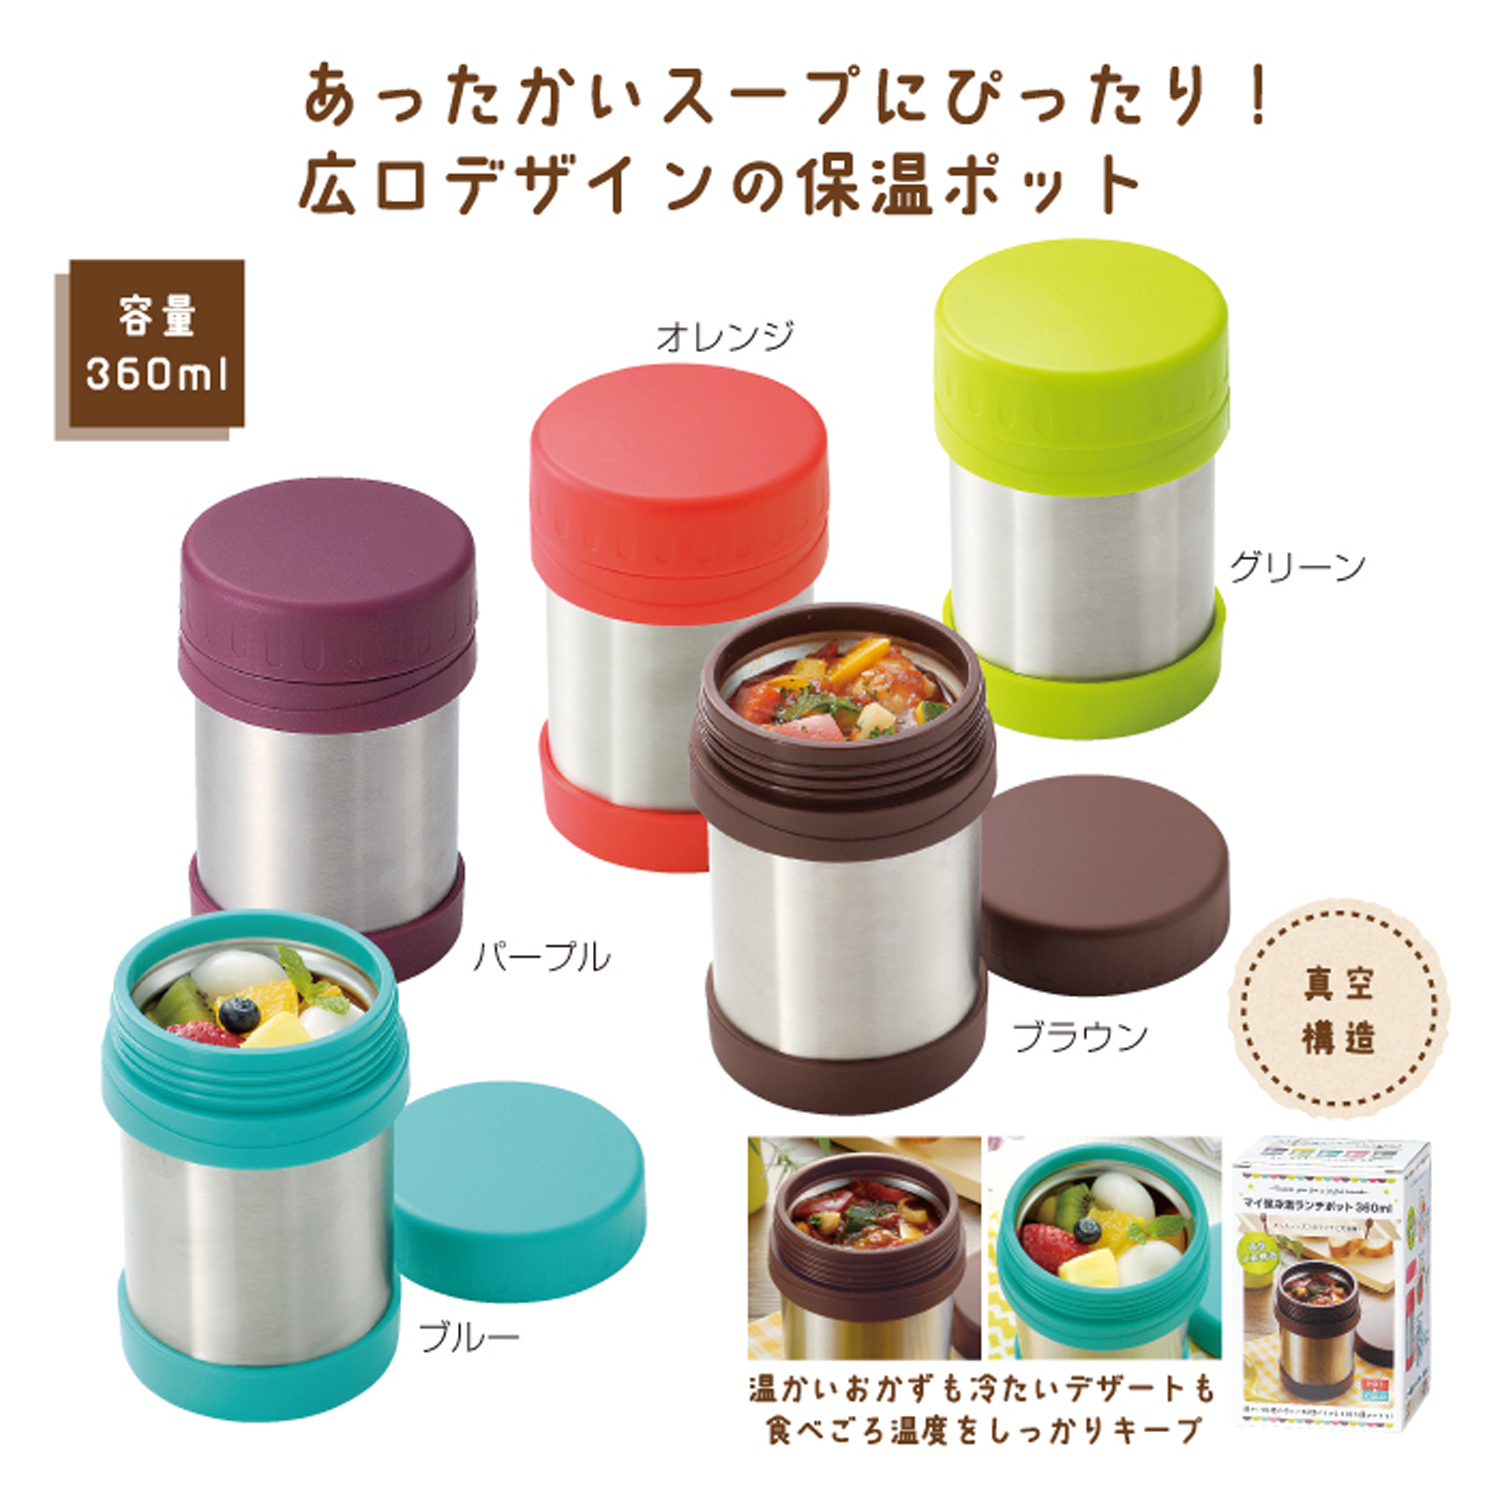 あったかいスープにぴったり！
広口デザインの保温ポット
容量
360ml
オレンジ
グリーン
パープル
ブラウン
ブルー
真空
構造
マイ保冷温ランチポット360ml
温かいおかずも冷たいデザートも
食べごろ温度をしっかりキープ